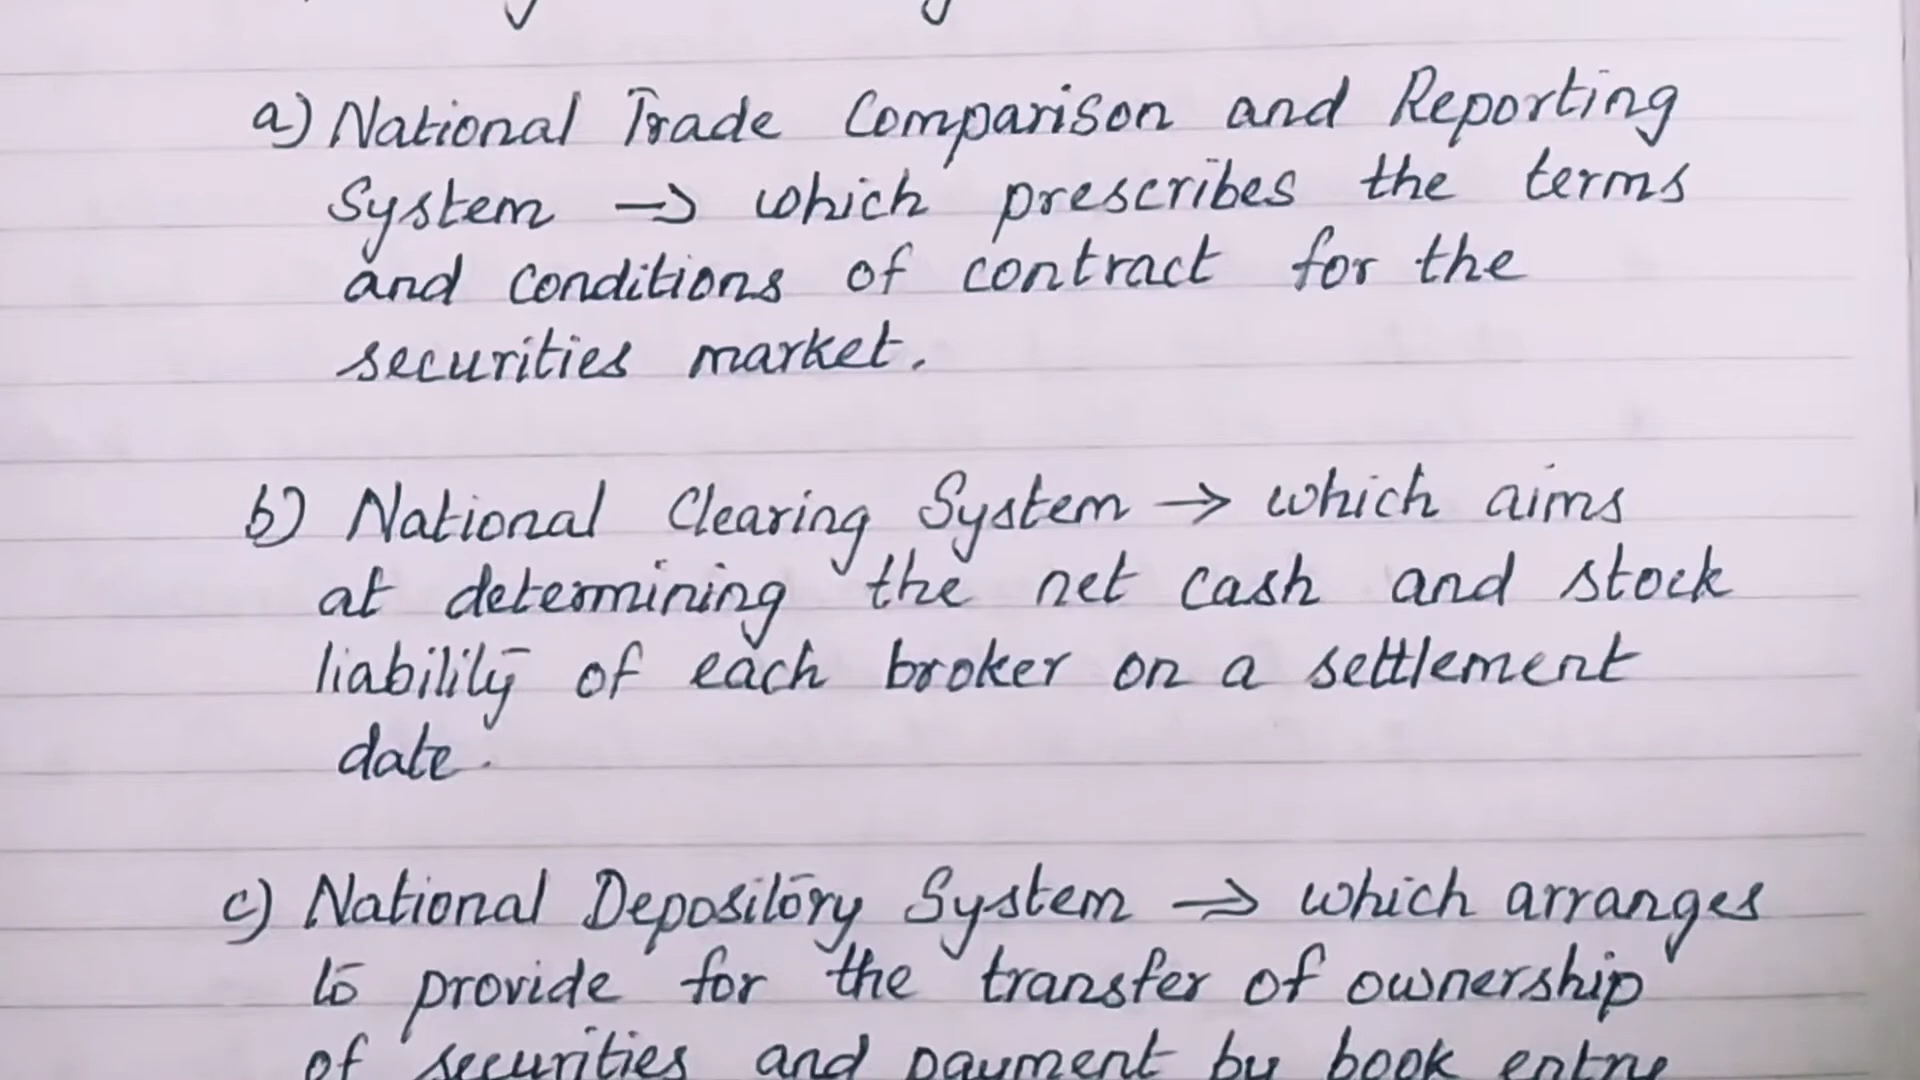 a) National Trade Comparison and Reporting
System → which prescribes the terms
and conditions of contract for the
securities market.
b) National Clearing System → which aims
at determining the net cash and stock
liability of each broker on a settlement
date.
c) National Depository System → which arranges
to provide for the transfer of ownership
of securities and payment by book entry